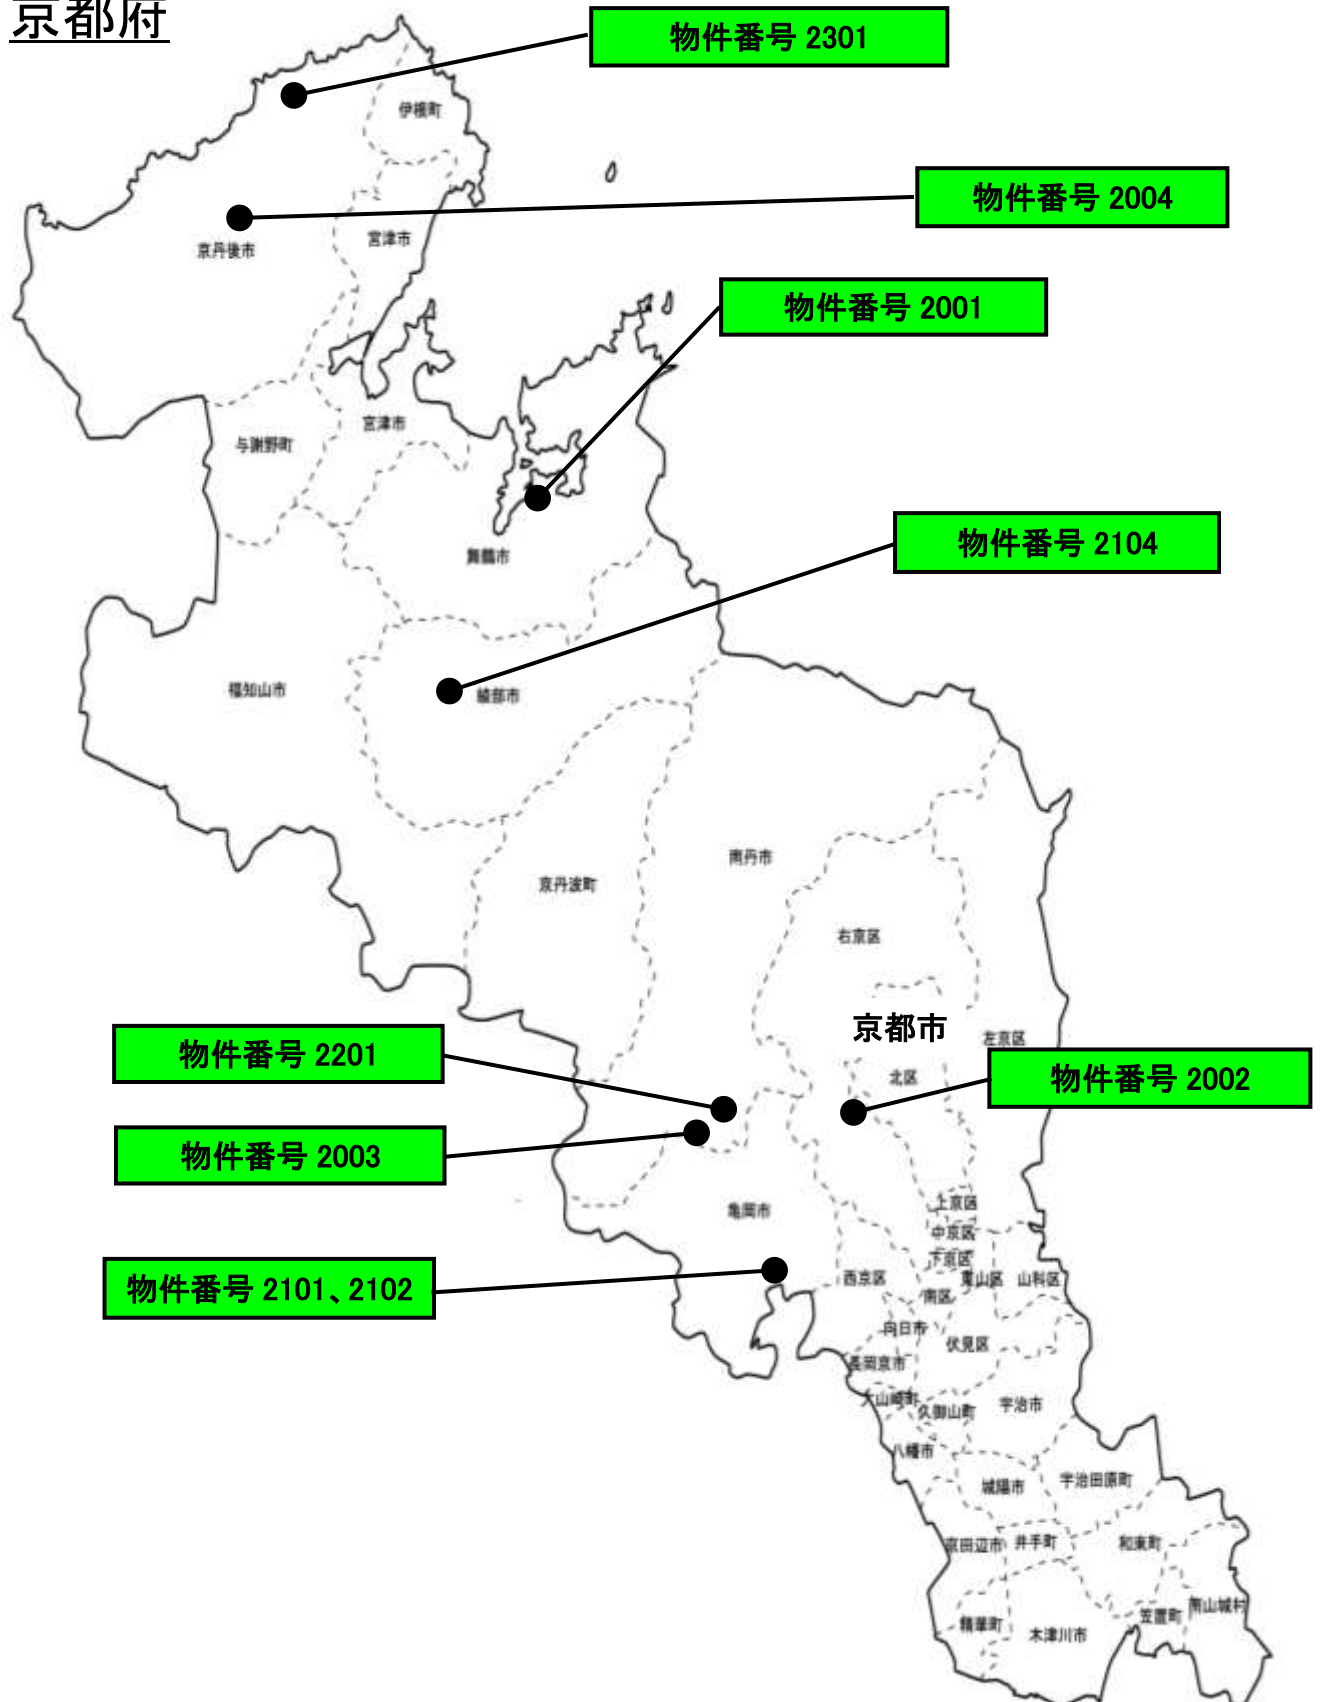 京都府
物件番号 2301
伊根町
物件番号 2004
宮津市
京丹後市
物件番号 2001
宮津市
与謝野町
物件番号 2104
舞鶴市
福知山市
綾部市
南丹市
京丹波町
右京区
京都市
左京区
物件番号 2201
北区
物件番号 2002
物件番号 2003
上京区
亀岡市
中京区
下京区
物件番号 2101、2102
西京区
東山区
山科区
南区
向日市
伏見区
長岡京市
大山崎町
久御山町
宇治市
八幡市
城陽市
宇治田原町
京田辺市
井手町
和束町
精華町
木津川市
笠置町
南山城村